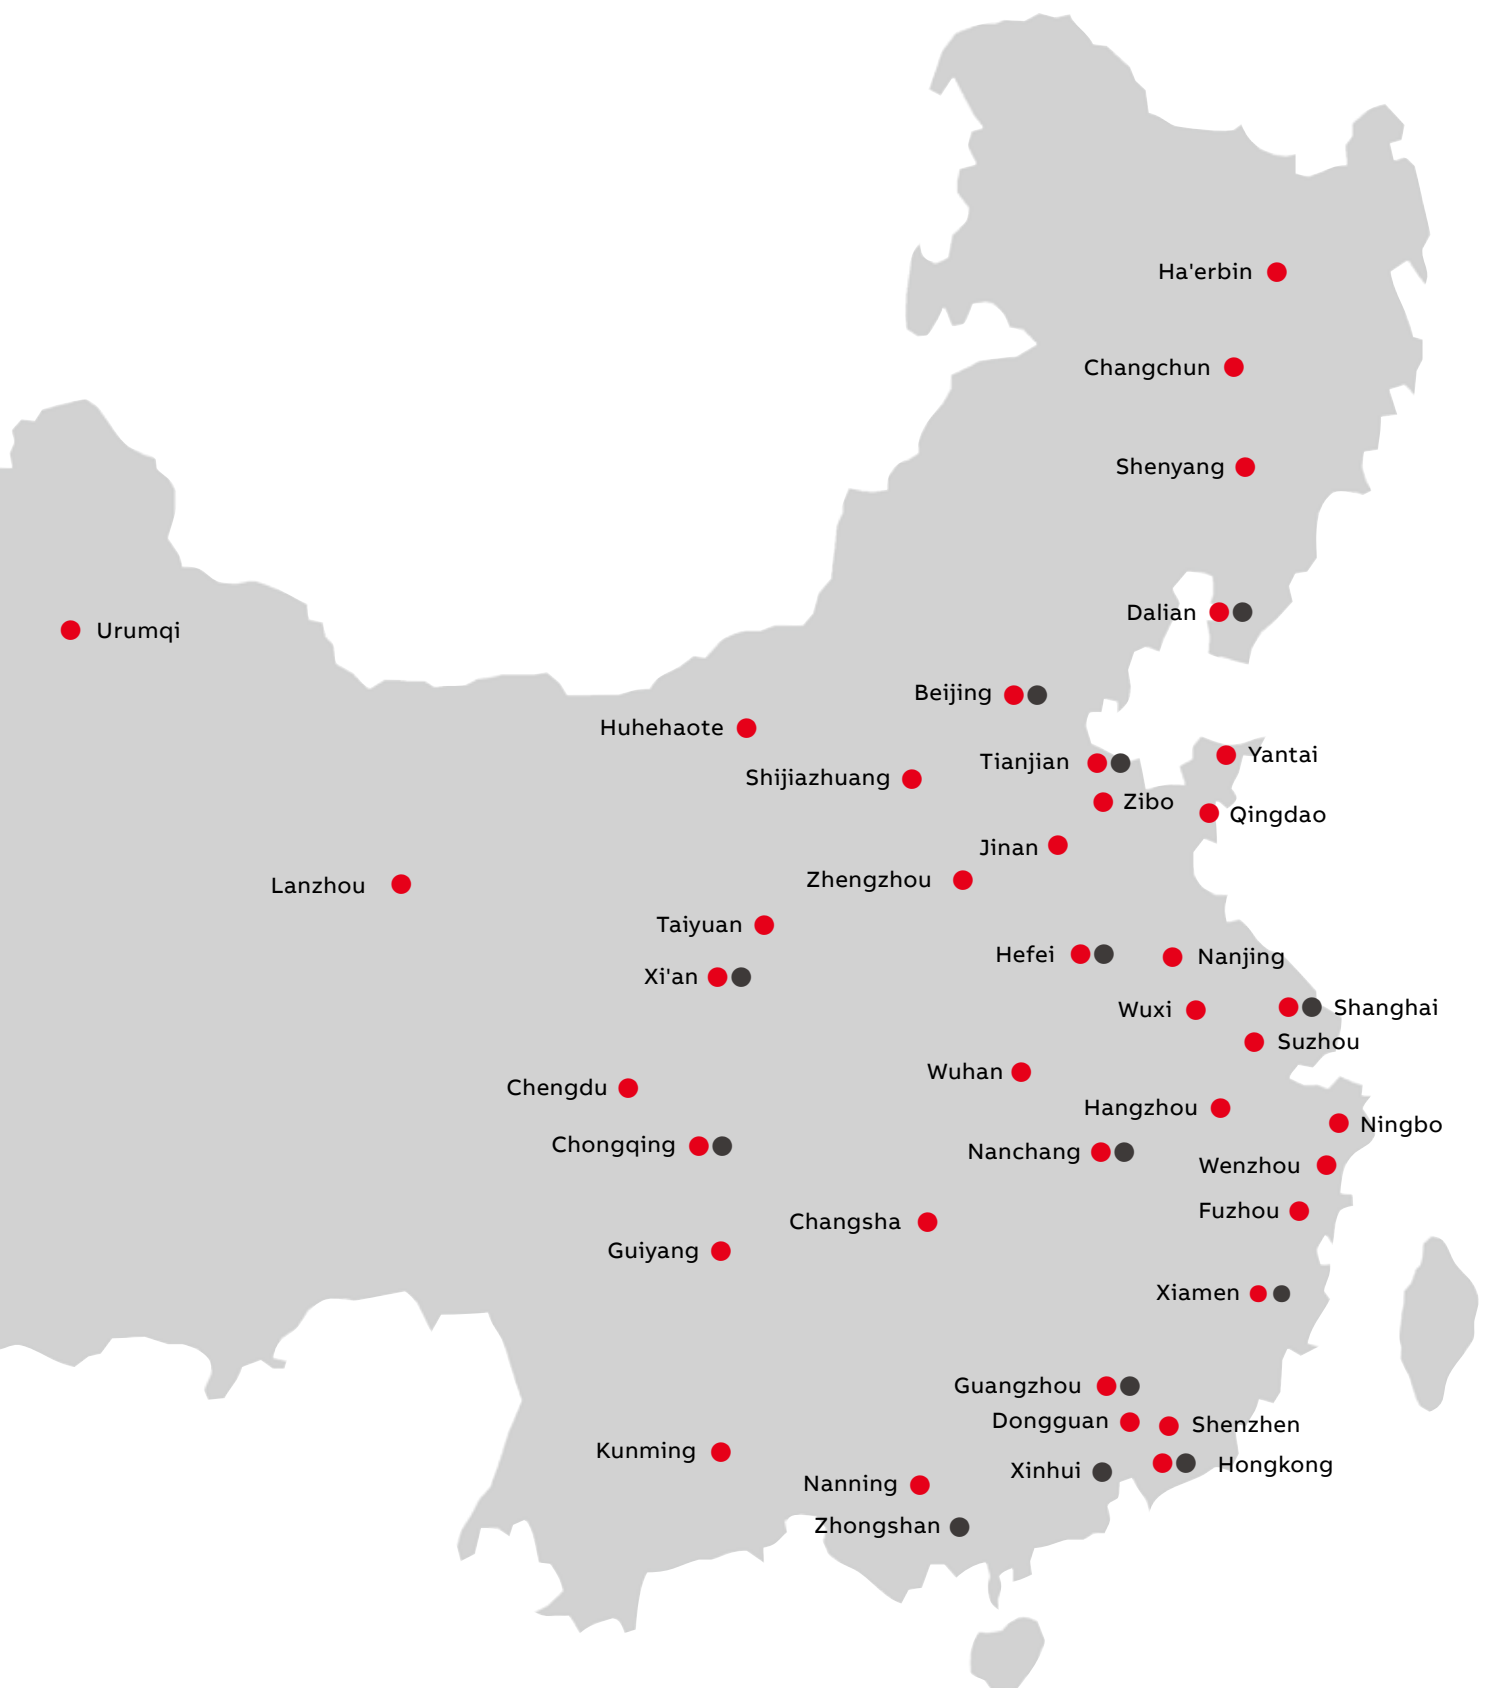 Ha'erbin
Changchun
Shenyang
Dalian
Urumqi
Beijing
Huhehaote
Yantai
Tianjian
Shijiazhuang
Zibo
Qingdao
Jinan
Zhengzhou
Lanzhou
Taiyuan
Hefei
Nanjing
Xi'an
Shanghai
Wuxi
Suzhou
Wuhan
Chengdu
Hangzhou
Ningbo
Chongqing
Nanchang
Wenzhou
Fuzhou
Changsha
Guiyang
Xiamen
Guangzhou
Dongguan
Shenzhen
Kunming
Hongkong
Xinhui
Nanning
Zhongshan